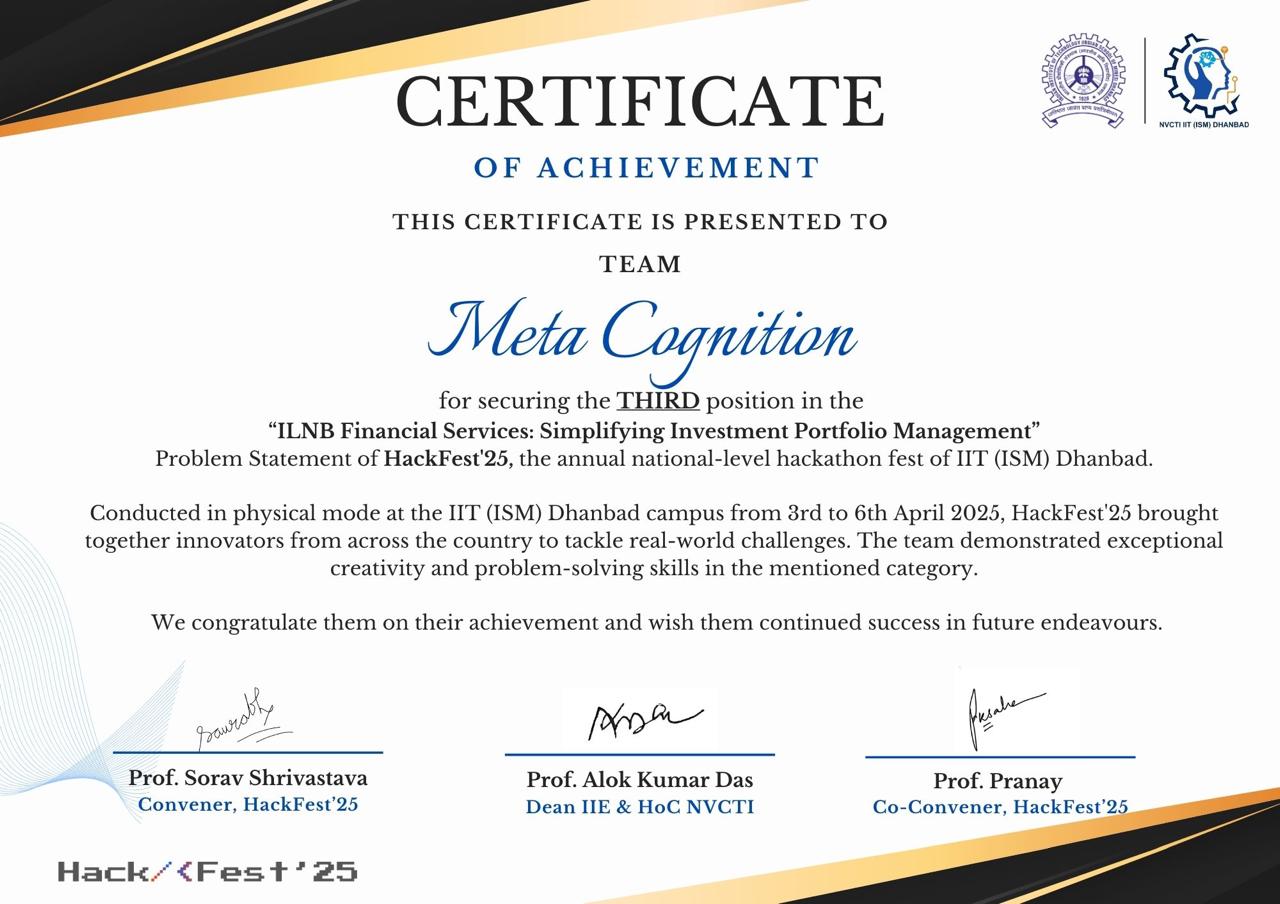 CERTIFICATE
OF ACHIEVEMENT
THIS CERTIFICATE IS PRESENTED TO
TEAM
Meta Cognition
for securing the THIRD position in the
“ILNB Financial Services: Simplifying Investment Portfolio Management”
Problem Statement of HackFest'25, the annual national-level hackathon fest of IIT (ISM) Dhanbad.
Conducted in physical mode at the IIT (ISM) Dhanbad campus from 3rd to 6th April 2025, HackFest'25 brought
together innovators from across the country to tackle real-world challenges. The team demonstrated exceptional
creativity and problem-solving skills in the mentioned category.
We congratulate them on their achievement and wish them continued success in future endeavours.
Prof. Sorav Shrivastava
Convener, HackFest’25
Prof. Alok Kumar Das
Dean IIE & HoC NVCTI
Prof. Pranay
Co-Convener, HackFest’25
Hack/<Fest'25
NVCTI IIT (ISM) DHANBAD
1926